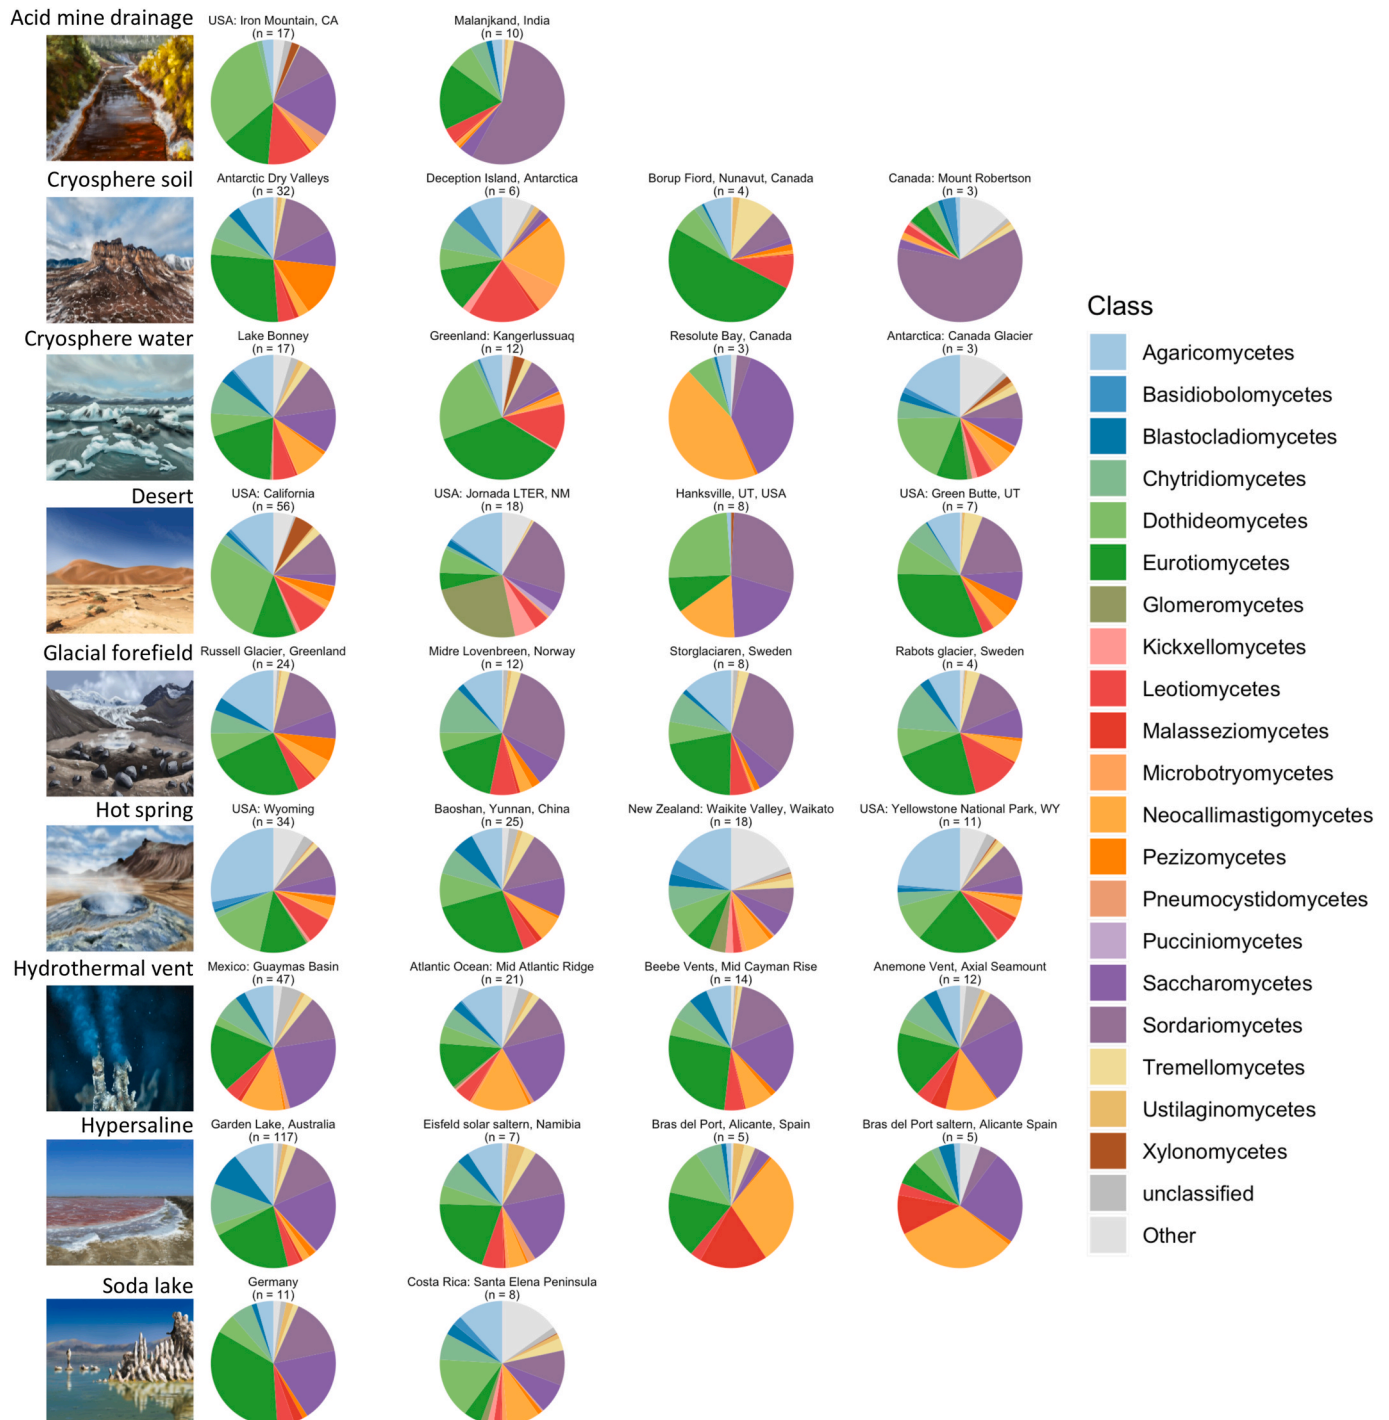 Acid mine drainage
USA: Iron Mountain, CA
(n = 17)
Malanjkand, India
(n = 10)
Cryosphere soil
Antarctic Dry Valleys
(n = 32)
Deception Island, Antarctica
(n = 6)
Borup Fiord, Nunavut, Canada
(n = 4)
Canada: Mount Robertson
(n = 3)
Cryosphere water
Lake Bonney
(n = 17)
Greenland: Kangerlussuaq
(n = 12)
Resolute Bay, Canada
(n = 3)
Antarctica: Canada Glacier
(n = 3)
Desert
USA: California
(n = 56)
USA: Jornada LTER, NM
(n = 18)
Hanksville, UT, USA
(n = 8)
USA: Green Butte, UT
(n = 7)
Glacial forefield
Russell Glacier, Greenland
(n = 24)
Midre Lovenbreen, Norway
(n = 12)
Storglaciaren, Sweden
(n = 8)
Rabots glacier, Sweden
(n = 4)
Hot spring
USA: Wyoming
(n = 34)
Baoshan, Yunnan, China
(n = 25)
New Zealand: Waikite Valley, Waikato
(n = 18)
USA: Yellowstone National Park, WY
(n = 11)
Hydrothermal vent
Mexico: Guaymas Basin
(n = 47)
Atlantic Ocean: Mid Atlantic Ridge
(n = 21)
Beebe Vents, Mid Cayman Rise
(n = 14)
Anemone Vent, Axial Seamount
(n = 12)
Hypersaline
Garden Lake, Australia
(n = 117)
Eisfeld solar saltern, Namibia
(n = 7)
Bras del Port, Alicante, Spain
(n = 5)
Bras del Port saltern, Alicante Spain
(n = 5)
Soda lake
Germany
(n = 11)
Costa Rica: Santa Elena Peninsula
(n = 8)
Class
Agaricomycetes
Basidiobolomycetes
Blastocladiomycetes
Chytridiomycetes
Dothideomycetes
Eurotiomycetes
Glomeromycetes
Kickxellomycetes
Leotiomycetes
Malasseziomycetes
Microbotryomycetes
Neocallimastigomycetes
Pezizomycetes
Pneumocystidomycetes
Pucciniomycetes
Saccharomycetes
Sordariomycetes
Tremellomycetes
Ustilaginomycetes
Xylonomycetes
unclassified
Other